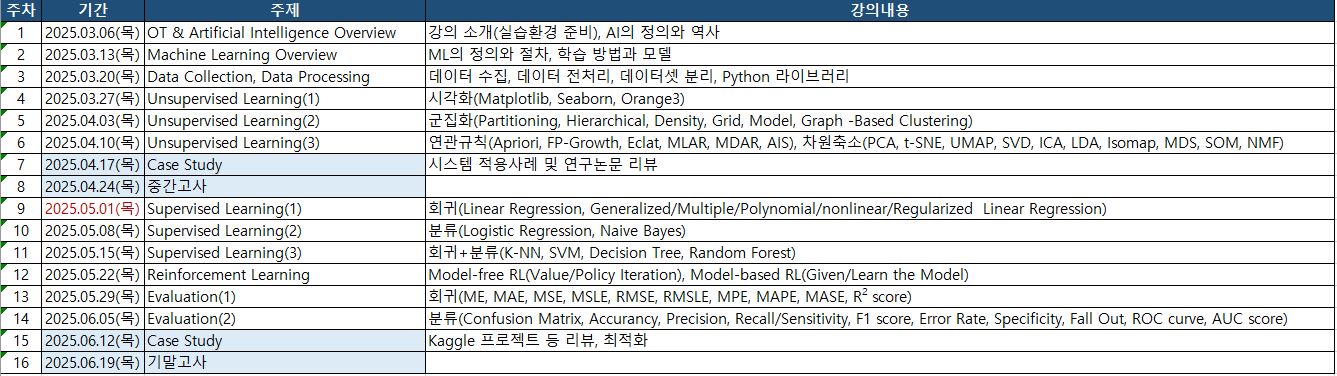 주차 기간 주제 강의내용
1 2025.03.06(목) OT & Artificial Intelligence Overview 강의 소개(실습환경 준비), AI의 정의와 역사
2 2025.03.13(목) Machine Learning Overview ML의 정의와 절차, 학습 방법과 모델
3 2025.03.20(목) Data Collection, Data Processing 데이터 수집, 데이터 전처리, 데이터셋 분리, Python 라이브러리
4 2025.03.27(목) Unsupervised Learning(1) 시각화(Matplotlib, Seaborn, Orange3)
5 2025.04.03(목) Unsupervised Learning(2) 군집화(Partitioning, Hierarchical, Density, Grid, Model, Graph -Based Clustering)
6 2025.04.10(목) Unsupervised Learning(3) 연관규칙(Apriori, FP-Growth, Eclat, MLAR, MDAR, AIS), 차원축소(PCA, t-SNE, UMAP, SVD, ICA, LDA, Isomap, MDS, SOM, NMF)
7 2025.04.17(목) Case Study 시스템 적용사례 및 연구논문 리뷰
8 2025.04.24(목) 중간고사
9 2025.05.01(목) Supervised Learning(1) 회귀(Linear Regression, Generalized/Multiple/Polynomial/nonlinear/Regularized  Linear Regression)
10 2025.05.08(목) Supervised Learning(2) 분류(Logistic Regression, Naive Bayes)
11 2025.05.15(목) Supervised Learning(3) 회귀+분류(K-NN, SVM, Decision Tree, Random Forest)
12 2025.05.22(목) Reinforcement Learning Model-free RL(Value/Policy Iteration), Model-based RL(Given/Learn the Model)
13 2025.05.29(목) Evaluation(1) 회귀(ME, MAE, MSE, MSLE, RMSE, RMSLE, MPE, MAPE, MASE, R² score)
14 2025.06.05(목) Evaluation(2) 분류(Confusion Matrix, Accurancy, Precision, Recall/Sensitivity, F1 score, Error Rate, Specificity, Fall Out, ROC curve, AUC score)
15 2025.06.12(목) Case Study Kaggle 프로젝트 등 리뷰, 최적화
16 2025.06.19(목) 기말고사